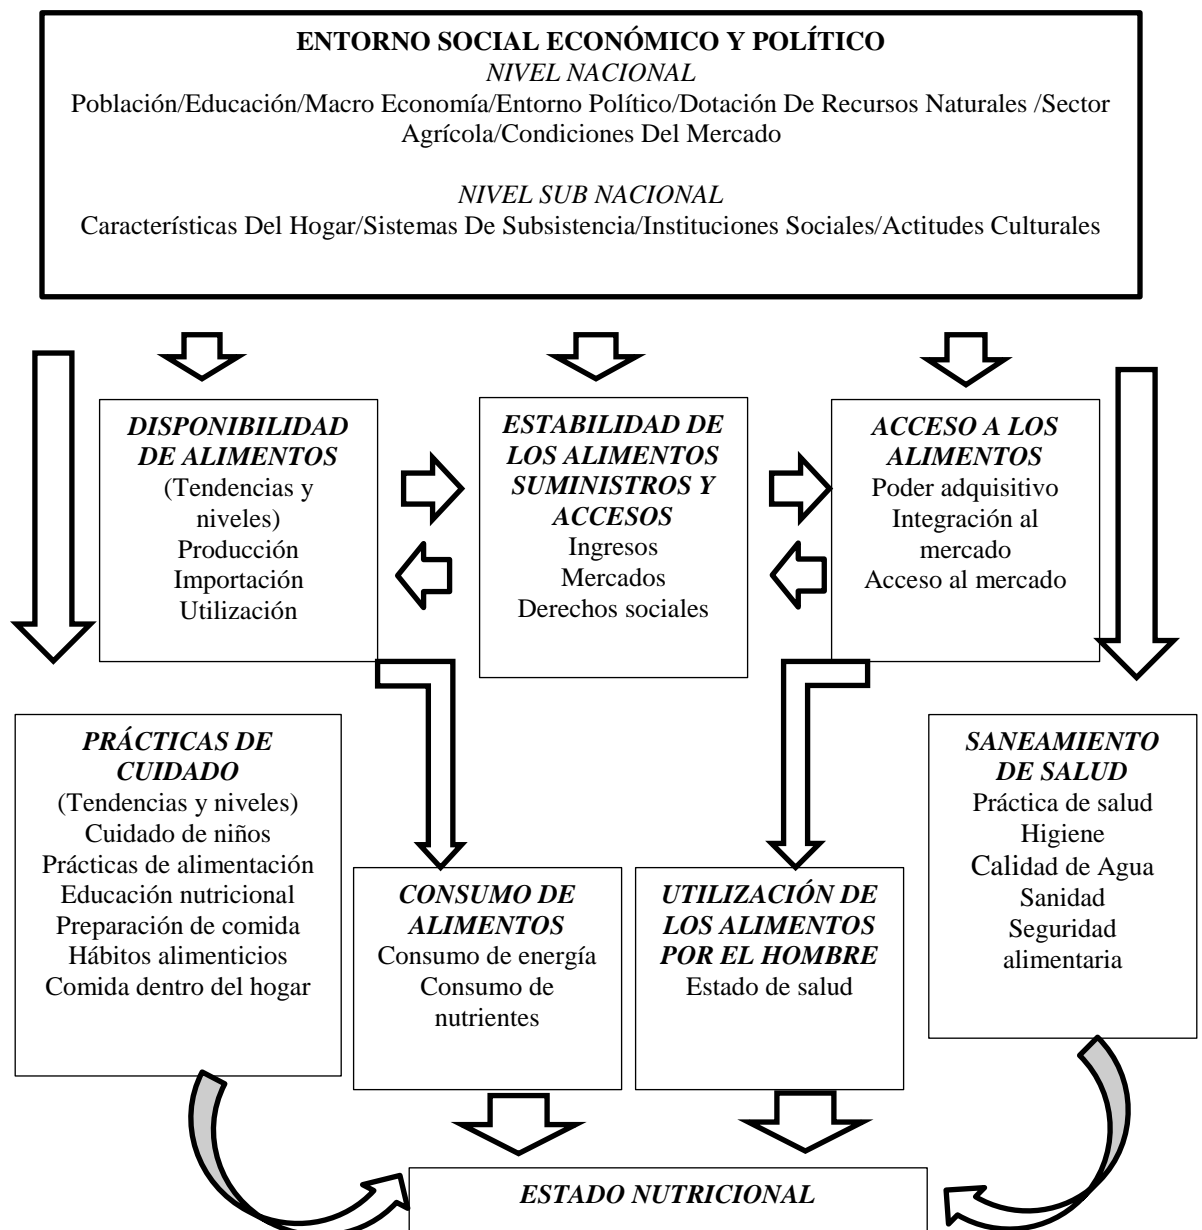 ENTORNO SOCIAL ECONÓMICO Y POLÍTICO
NIVEL NACIONAL
Población/Educación/Macro Economía/Entorno Político/Dotación De Recursos Naturales /Sector
Agrícola/Condiciones Del Mercado
NIVEL SUB NACIONAL
Características Del Hogar/Sistemas De Subsistencia/Instituciones Sociales/Actitudes Culturales
DISPONIBILIDAD
DE ALIMENTOS
(Tendencias y
niveles)
Producción
Importación
Utilización
ESTABILIDAD DE
LOS ALIMENTOS
SUMINISTROS Y
ACCESOS
Ingresos
Mercados
Derechos sociales
ACCESO A LOS
ALIMENTOS
Poder adquisitivo
Integración al
mercado
Acceso al mercado
PRÁCTICAS DE
CUIDADO
(Tendencias y niveles)
Cuidado de niños
Prácticas de alimentación
Educación nutricional
Preparación de comida
Hábitos alimenticios
Comida dentro del hogar
CONSUMO DE
ALIMENTOS
Consumo de energía
Consumo de
nutrientes
UTILIZACIÓN DE
LOS ALIMENTOS
POR EL HOMBRE
Estado de salud
SANEAMIENTO
DE SALUD
Práctica de salud
Higiene
Calidad de Agua
Sanidad
Seguridad
alimentaria
ESTADO NUTRICIONAL